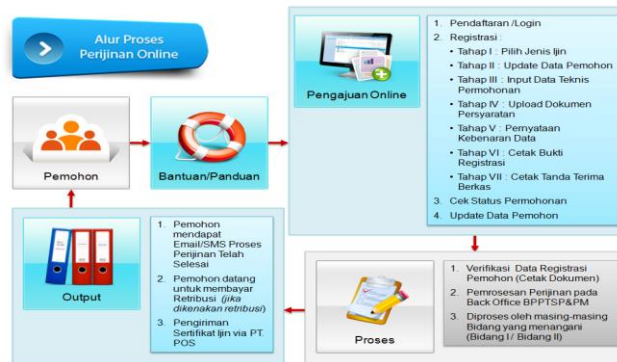 Alur Proses
Perijinan Online
Pemohon
Bantuan/Panduan
Pengajuan Online
1. Pendaftaran /Login
2. Registrasi :
• Tahap I : Pilih Jenis Ijin
• Tahap II : Update Data Pemohon
• Tahap III : Input Data Teknis
Permohonan
• Tahap IV : Upload Dokumen
Persyaratan
• Tahap V : Pernyataan
Kebenaran Data
• Tahap VI : Cetak Bukti
Registrasi
• Tahap VII : Cetak Tanda Terima
Berkas
3. Cek Status Permohonan
4. Update Data Pemohon
Proses
1. Verifikasi Data Registrasi
Pemohon (Cetak Dokumen)
2. Pemrosesan Perijinan pada
Back Office BPPTSP&PM
3. Diproses oleh masing-masing
Bidang yang menangani
(Bidang I / Bidang II)
Output
1. Pemohon
mendapat
Email/SMS Proses
Perijinan Telah
Selesai
2. Pemohon datang
untuk membayar
Retribusi (jika
dikenakan retribusi)
3. Pengiriman
Sertifikat Ijin via PT.
POS